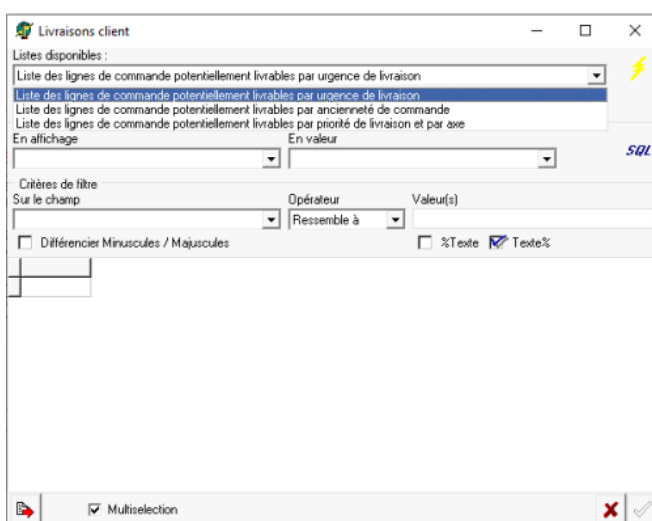 Livraisons client
Listes disponibles :
Liste des lignes de commande potentiellement livrables par urgence de livraison
Liste des lignes de commande potentiellement livrables par urgence de livraison
Liste des lignes de commande potentiellement livrables par ancienneté de commande
Liste des lignes de commande potentiellement livrables par priorité de livraison et par axe
En affichage En valeur
SQL
Critères de filtre
Sur le champ Opérateur Valeur(s)
Ressemble à
Différencier Minuscules / Majuscules %Texte Texte%
Multiselection